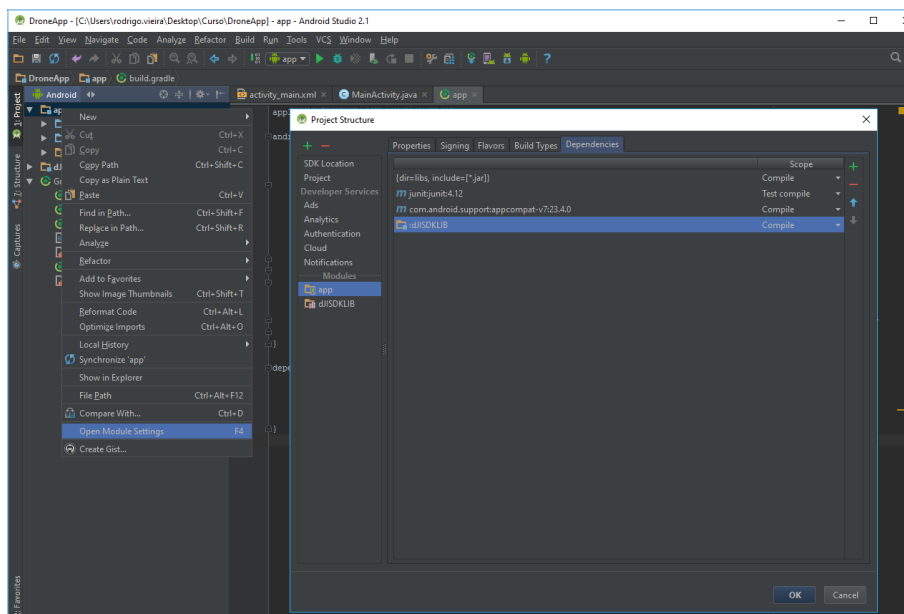 DroneApp - [C:\Users\rodrigo.vieira\Desktop\Curso\DroneApp] - app - Android Studio 2.1
File Edit View Navigate Code Analyze Refactor Build Run Tools VCS Window Help
app
DroneApp app build.gradle
Android
activity_main.xml MainActivity.java app
1: Project
7: Structure
Captures
2: Favorites
New
Cut Ctrl+X
Copy Ctrl+C
Copy Path Ctrl+Shift+C
Copy as Plain Text
Paste Ctrl+V
Find in Path... Ctrl+Shift+F
Replace in Path... Ctrl+Shift+R
Analyze
Refactor
Add to Favorites
Show Image Thumbnails Ctrl+Shift+T
Reformat Code Ctrl+Alt+L
Optimize Imports Ctrl+Alt+O
Local History
Synchronize 'app'
Show in Explorer
File Path Ctrl+Alt+F12
Compare With... Ctrl+D
Open Module Settings F4
Create Gist...
Project Structure
SDK Location
Project
Developer Services
Ads
Analytics
Authentication
Cloud
Notifications
Modules
app
dJISDKLIB
Properties Signing Flavors Build Types Dependencies
Scope
{dir=libs, include=[*.jar]} Compile
m junit:junit:4.12 Test compile
m com.android.support:appcompat-v7:23.4.0 Compile
:dJISDKLIB Compile
OK Cancel